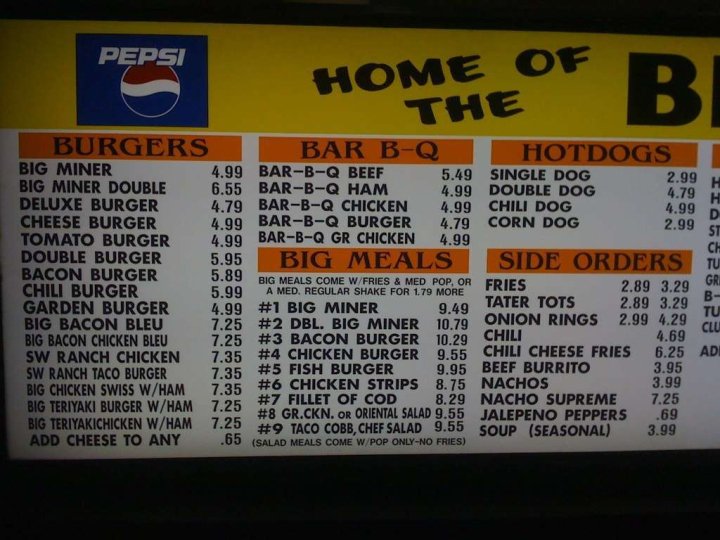 PEPSI
HOME OF
THE
BURGERS
BIG MINER 4.99
BIG MINER DOUBLE 6.55
DELUXE BURGER 4.79
CHEESE BURGER 4.99
TOMATO BURGER 4.99
DOUBLE BURGER 5.95
BACON BURGER 5.89
CHILI BURGER 5.99
GARDEN BURGER 4.99
BIG BACON BLEU 7.25
BIG BACON CHICKEN BLEU 7.25
SW RANCH CHICKEN 7.35
SW RANCH TACO BURGER 7.35
BIG CHICKEN SWISS W/HAM 7.35
BIG TERIYAKI BURGER W/HAM 7.25
BIG TERIYAKICHICKEN W/HAM 7.25
ADD CHEESE TO ANY .65
BAR B-Q
BAR-B-Q BEEF 5.49
BAR-B-Q HAM 4.99
BAR-B-Q CHICKEN 4.99
BAR-B-Q BURGER 4.79
BAR-B-Q GR CHICKEN 4.99
BIG MEALS
BIG MEALS COME W/FRIES & MED POP, OR
A MED. REGULAR SHAKE FOR 1.79 MORE
#1 BIG MINER 9.49
#2 DBL. BIG MINER 10.79
#3 BACON BURGER 10.29
#4 CHICKEN BURGER 9.55
#5 FISH BURGER 9.95
#6 CHICKEN STRIPS 8.75
#7 FILLET OF COD 8.29
#8 GR.CKN. OR ORIENTAL SALAD 9.55
#9 TACO COBB, CHEF SALAD 9.55
(SALAD MEALS COME W/POP ONLY-NO FRIES)
HOTDOGS
SINGLE DOG 2.99
DOUBLE DOG 4.79
CHILI DOG 4.99
CORN DOG 2.99
SIDE ORDERS
FRIES 2.89 3.29
TATER TOTS 2.89 3.29
ONION RINGS 2.99 4.29
CHILI 4.69
CHILI CHEESE FRIES 6.25
BEEF BURRITO 3.95
NACHOS 3.99
NACHO SUPREME 7.25
JALEPENO PEPPERS .69
SOUP (SEASONAL) 3.99